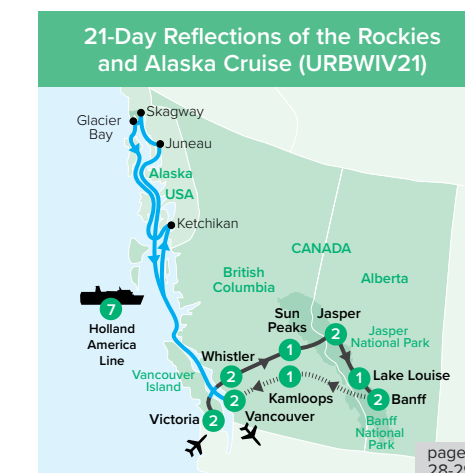 21-Day Reflections of the Rockies
and Alaska Cruise (URBWIV21)
Skagway
Glacier
Bay
Juneau
Alaska
USA
Ketchikan
CANADA
British
Columbia
Alberta
7
Holland
America
Line
Sun
Peaks
Jasper
2
Jasper
National Park
1
Whistler
2
Vancouver
Island
1
Kamloops
1
Lake Louise
2
Banff
2
Vancouver
Victoria
2
Banff
National
Park
page